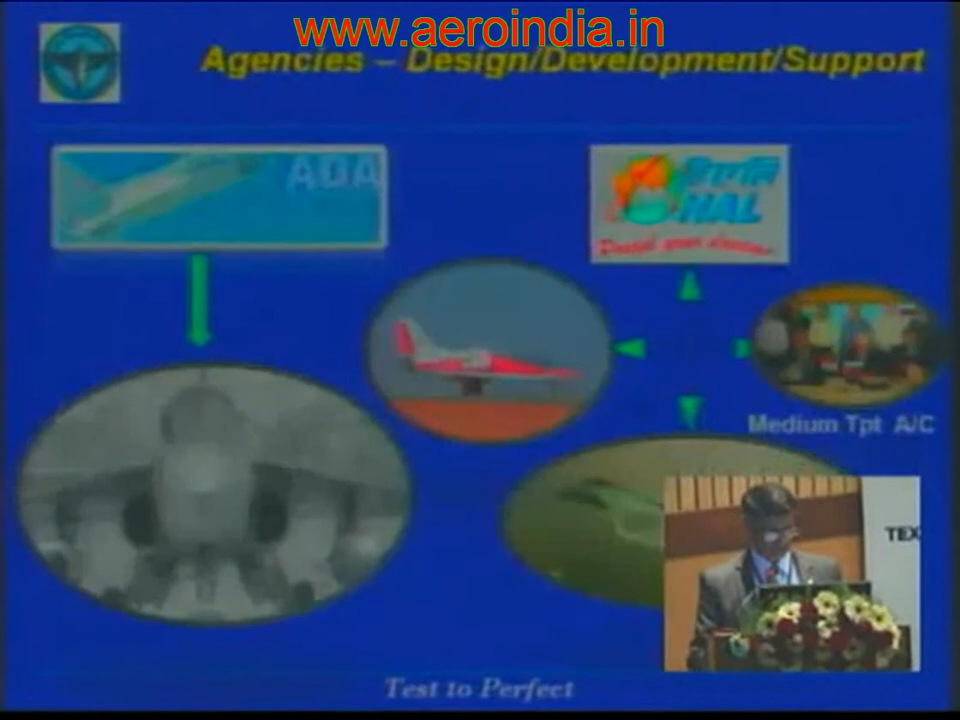 www.aeroindia.in
Agencies – Design/Development/Support
ADA
HAL
Medium Tpt A/C
TEX
Test to Perfect